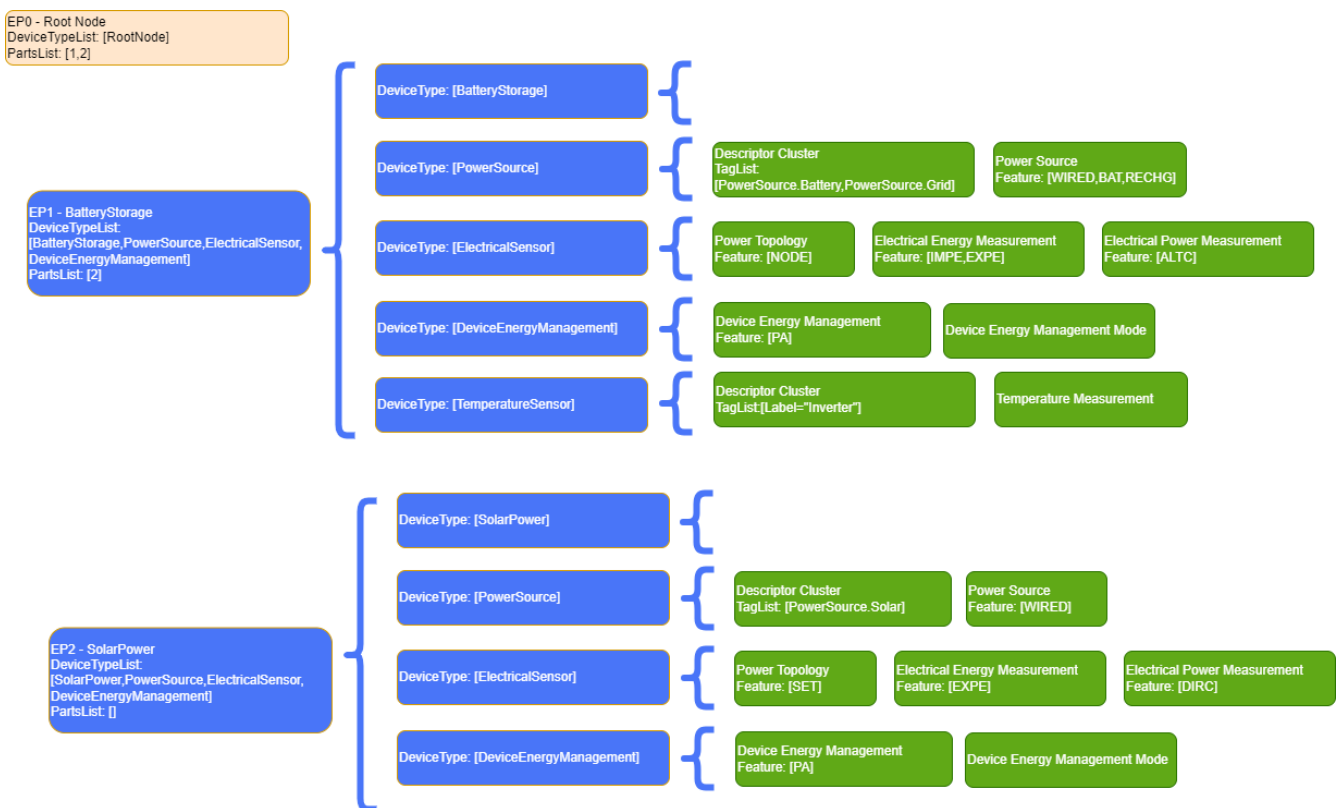 EP0 - Root Node
DeviceTypeList: [RootNode]
PartsList: [1,2]
EP1 - BatteryStorage
DeviceTypeList:
[BatteryStorage,PowerSource,ElectricalSensor,
DeviceEnergyManagement]
PartsList: [2]
DeviceType: [BatteryStorage]
DeviceType: [PowerSource]
Descriptor Cluster
TagList:
[PowerSource.Battery,PowerSource.Grid]
Power Source
Feature: [WIRED,BAT,RECHG]
DeviceType: [ElectricalSensor]
Power Topology
Feature: [NODE]
Electrical Energy Measurement
Feature: [IMPE,EXPE]
Electrical Power Measurement
Feature: [ALTC]
DeviceType: [DeviceEnergyManagement]
Device Energy Management
Feature: [PA]
Device Energy Management Mode
DeviceType: [TemperatureSensor]
Descriptor Cluster
TagList:[Label="Inverter"]
Temperature Measurement
EP2 - SolarPower
DeviceTypeList:
[SolarPower,PowerSource,ElectricalSensor,
DeviceEnergyManagement]
PartsList: []
DeviceType: [SolarPower]
DeviceType: [PowerSource]
Descriptor Cluster
TagList: [PowerSource.Solar]
Power Source
Feature: [WIRED]
DeviceType: [ElectricalSensor]
Power Topology
Feature: [SET]
Electrical Energy Measurement
Feature: [EXPE]
Electrical Power Measurement
Feature: [DIRC]
DeviceType: [DeviceEnergyManagement]
Device Energy Management
Feature: [PA]
Device Energy Management Mode